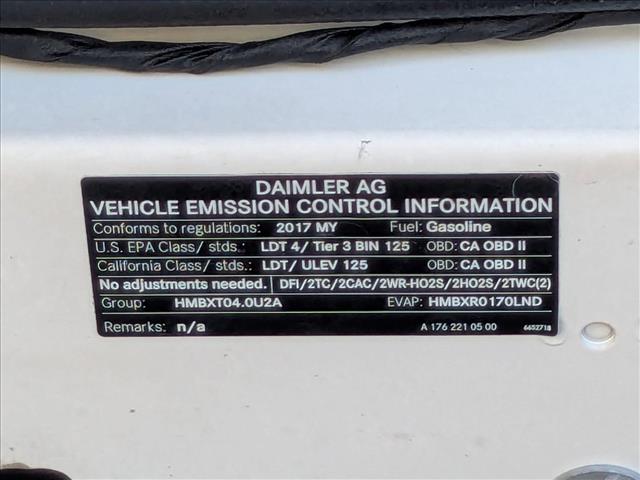 DAIMLER AG
VEHICLE EMISSION CONTROL INFORMATION
Conforms to regulations: 2017 MY Fuel: Gasoline
U.S. EPA Class/ stds.: LDT 4/ Tier 3 BIN 125 OBD: CA OBD II
California Class/ stds.: LDT/ ULEV 125 OBD: CA OBD II
No adjustments needed. DFI/2TC/2CAC/2WR-HO2S/2HO2S/2TWC(2)
Group: HMBXT04.0U2A EVAP: HMBXR0170LND
Remarks: n/a A 176 221 05 00 6652718